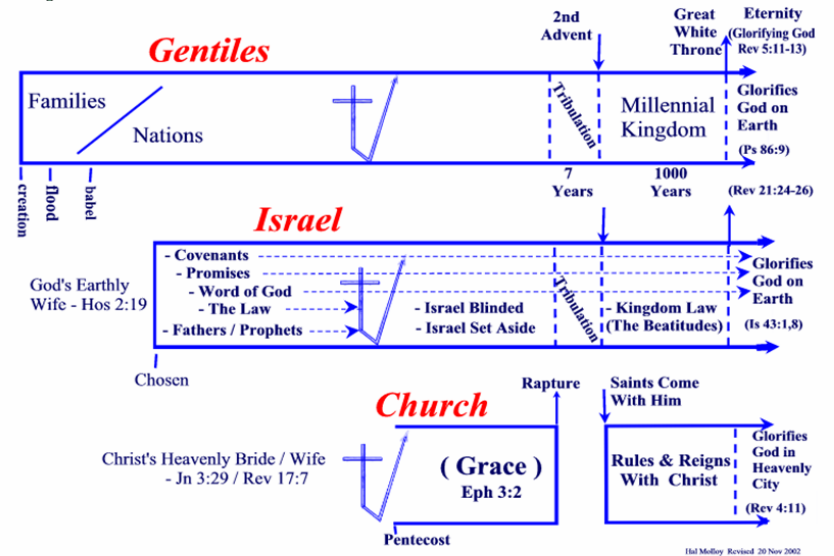 2nd
Advent
Great
White
Throne
Eternity
(Glorifying God
Rev 5:11-13)
Gentiles
Families
Nations
Tribulation
Millennial
Kingdom
Glorifies
God on
Earth
(Ps 86:9)
creation
flood
babel
7
Years
1000
Years
(Rev 21:24-26)
Israel
God's Earthly
Wife - Hos 2:19
- Covenants
- Promises
- Word of God
- The Law
- Fathers / Prophets
- Israel Blinded
- Israel Set Aside
Tribulation
- Kingdom Law
(The Beatitudes)
Glorifies
God on
Earth
(Is 43:1,8)
Chosen
Rapture
Saints Come
With Him
Church
Christ's Heavenly Bride / Wife
- Jn 3:29 / Rev 17:7
( Grace )
Eph 3:2
Rules & Reigns
With Christ
Glorifies
God in
Heavenly
City
(Rev 4:11)
Pentecost
Hal Molloy Revised 20 Nov 2002